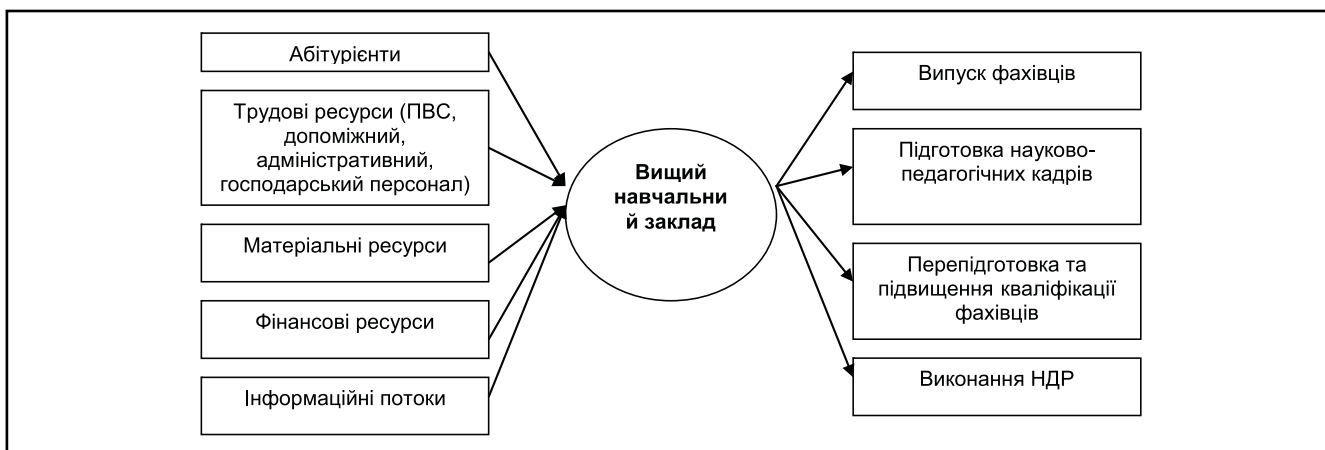 Абітурієнти
Трудові ресурси (ПВС,
допоміжний,
адміністративний,
господарський персонал)
Матеріальні ресурси
Фінансові ресурси
Інформаційні потоки
Вищий
навчальни
й заклад
Випуск фахівців
Підготовка науково-
педагогічних кадрів
Перепідготовка та
підвищення кваліфікації
фахівців
Виконання НДР